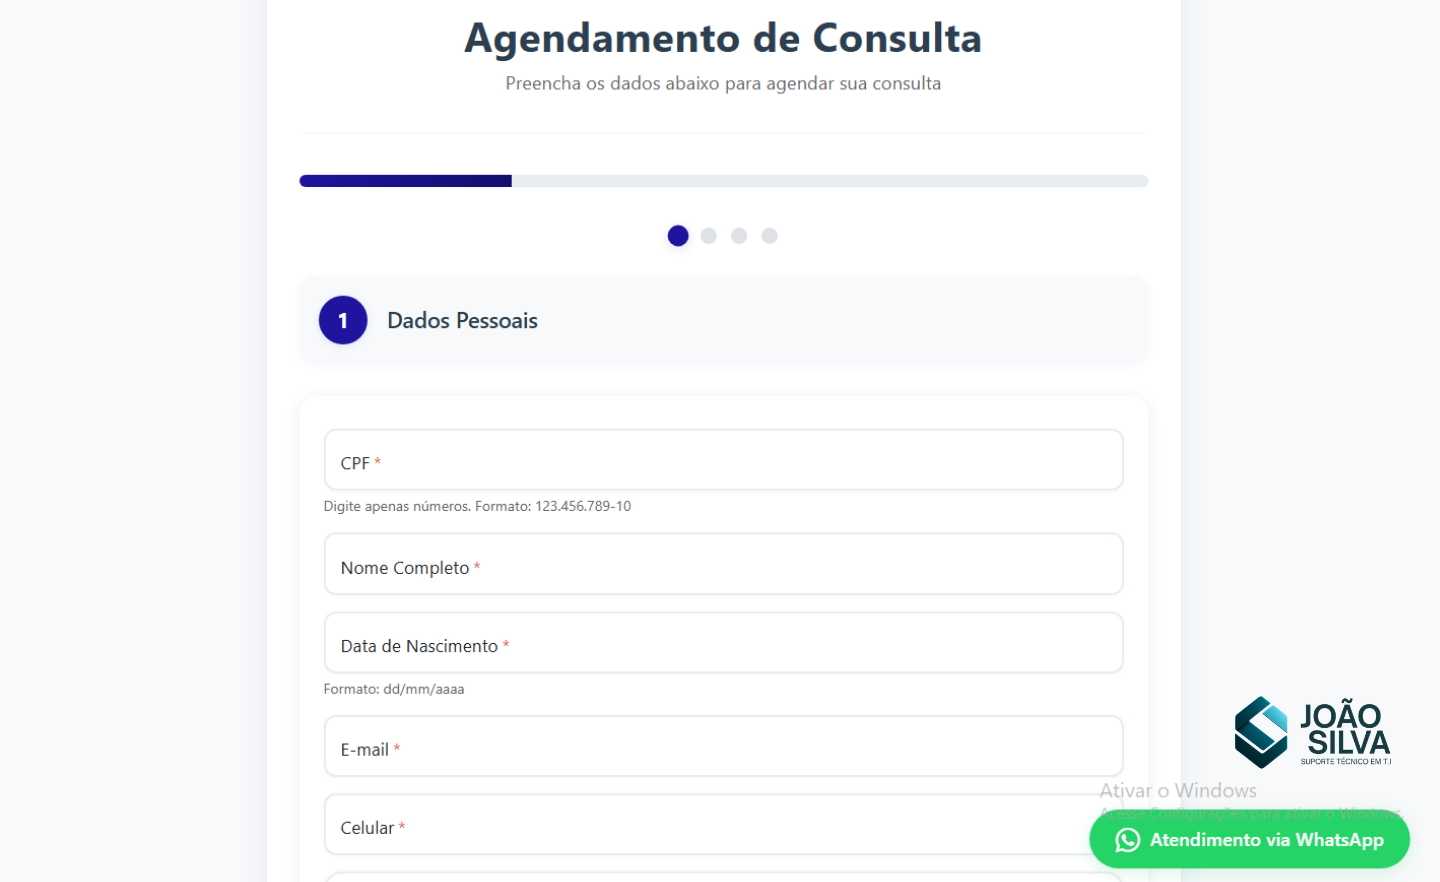 Agendamento de Consulta
Preencha os dados abaixo para agendar sua consulta
1
Dados Pessoais
CPF *
Digite apenas números. Formato: 123.456.789-10
Nome Completo *
Data de Nascimento *
Formato: dd/mm/aaaa
E-mail *
Celular *
JOÃO
SILVA
SUPORTE TÉCNICO EM T.I
Ativar o Windows
Acesse Configurações para ativar o Windows.
Atendimento via WhatsApp